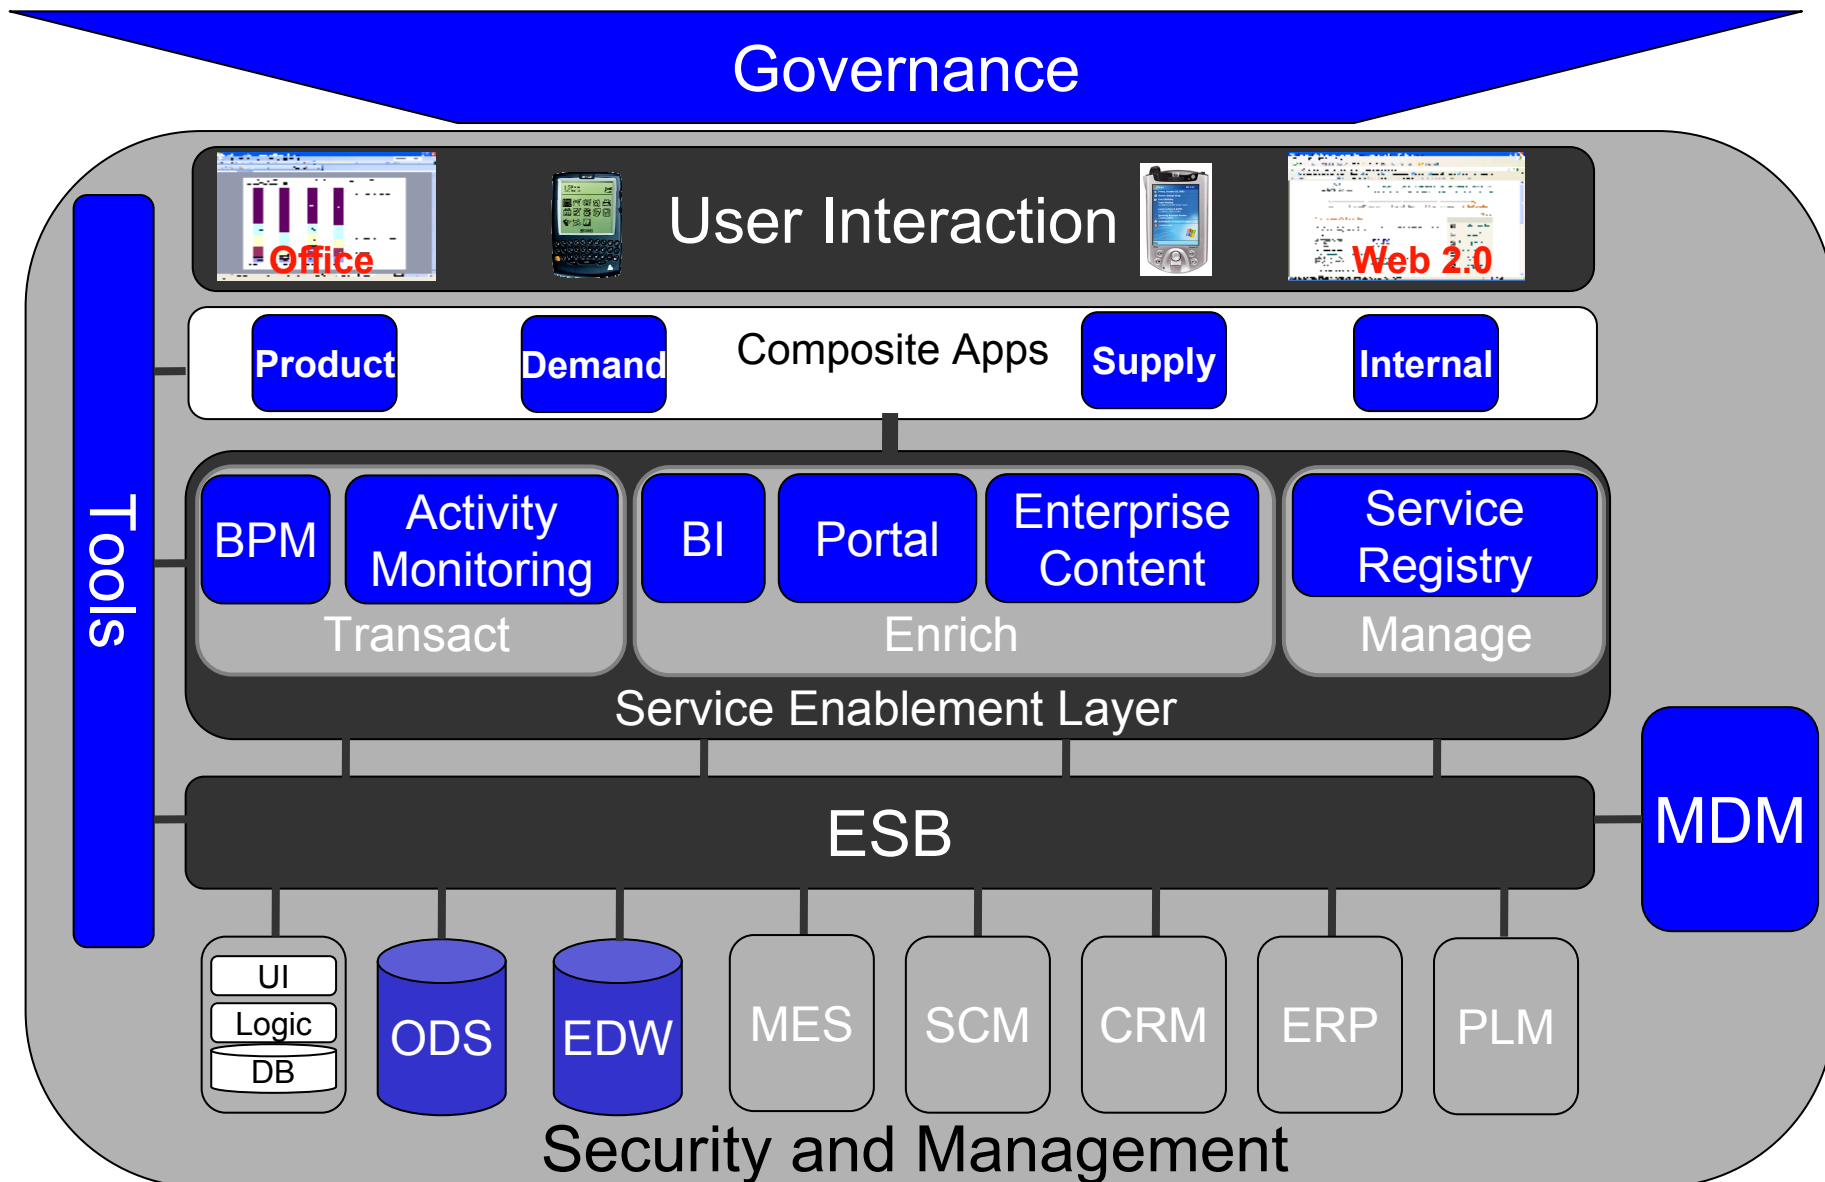 Governance
Office
User Interaction
Web 2.0
Product
Demand
Composite Apps
Supply
Internal
Tools
BPM
Activity
Monitoring
BI
Portal
Enterprise
Content
Service
Registry
Transact
Enrich
Manage
Service Enablement Layer
ESB
MDM
UI
Logic
DB
ODS
EDW
MES
SCM
CRM
ERP
PLM
Security and Management